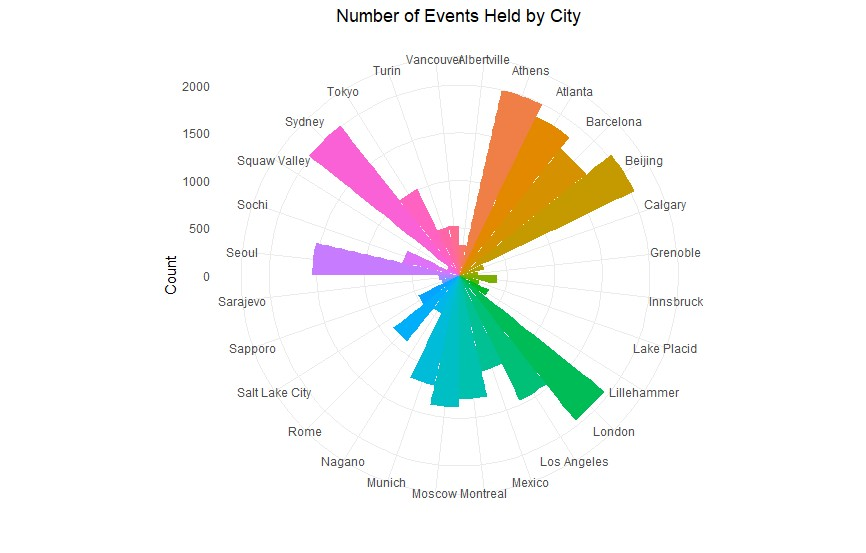 Number of Events Held by City
Vancouver
Albertville
Turin
Athens
Tokyo
Atlanta
Sydney
Barcelona
Squaw Valley
Beijing
Sochi
Calgary
Seoul
Grenoble
Sarajevo
Innsbruck
Sapporo
Lake Placid
Salt Lake City
Lillehammer
Rome
London
Nagano
Los Angeles
Munich
Mexico
Moscow
Montreal
2000
1500
1000
500
0
Count